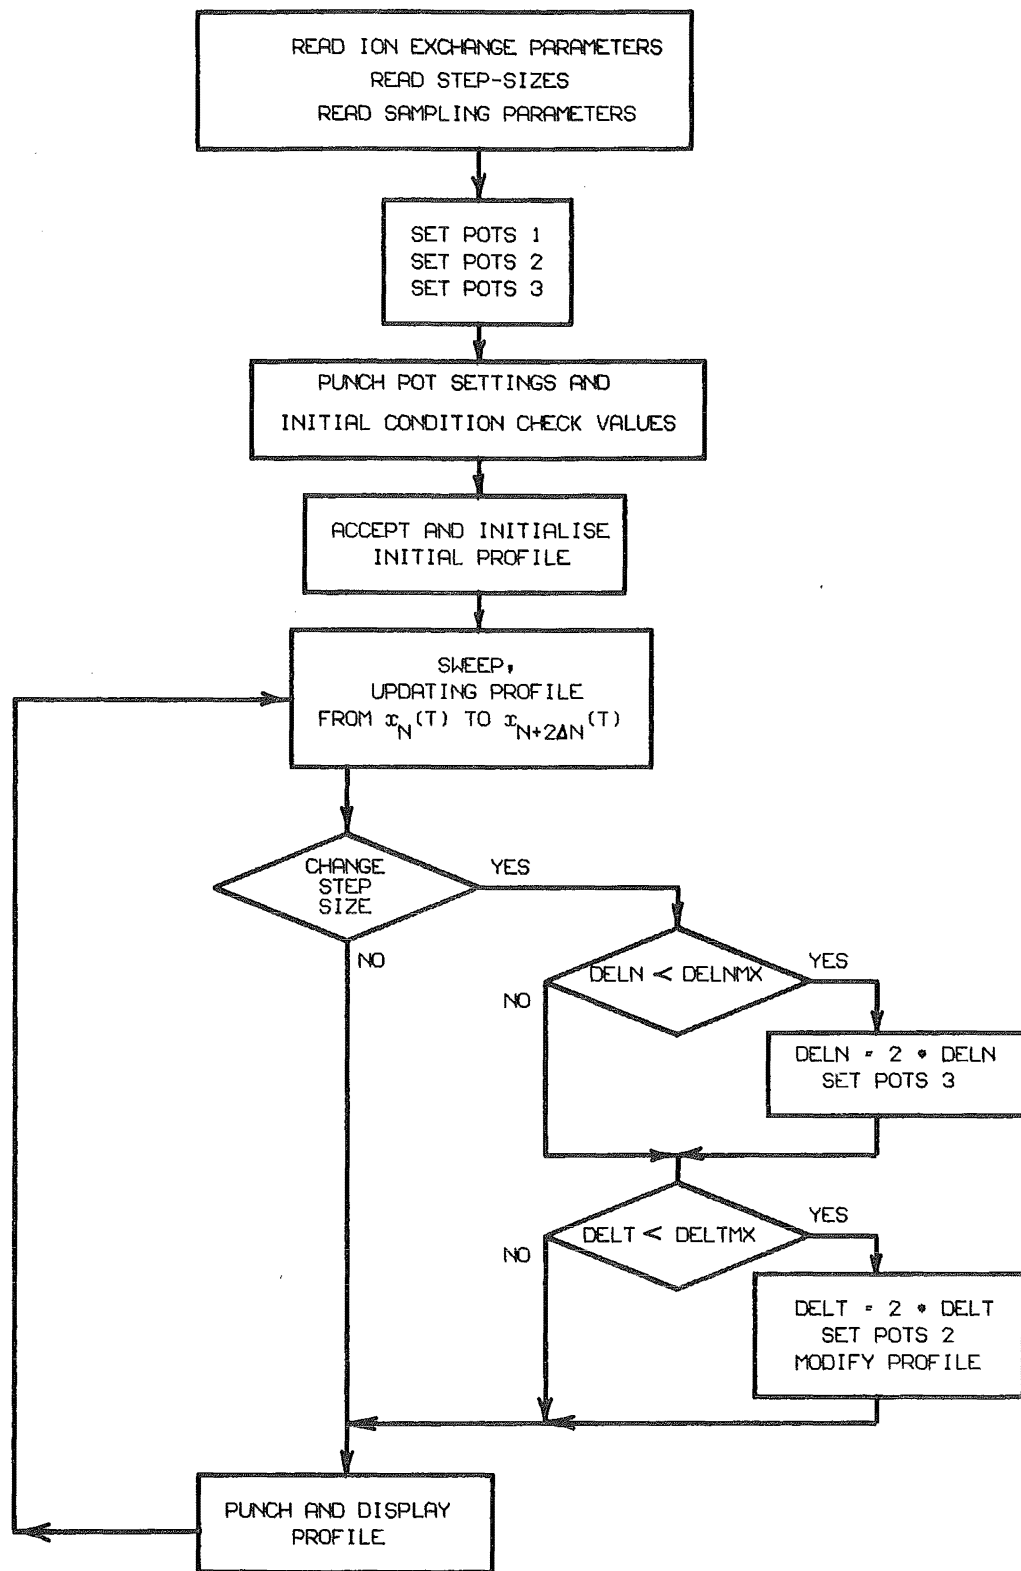 READ ION EXCHANGE PARAMETERS
READ STEP-SIZES
READ SAMPLING PARAMETERS
SET POTS 1
SET POTS 2
SET POTS 3
PUNCH POT SETTINGS AND
INITIAL CONDITION CHECK VALUES
ACCEPT AND INITIALISE
INITIAL PROFILE
SWEEP,
UPDATING PROFILE
FROM x_N(T) TO x_N+2ΔN(T)
CHANGE
STEP
SIZE
YES
NO
DELN < DELNMX
YES
NO
DELN = 2 * DELN
SET POTS 3
DELT < DELTMX
YES
NO
DELT = 2 * DELT
SET POTS 2
MODIFY PROFILE
PUNCH AND DISPLAY
PROFILE